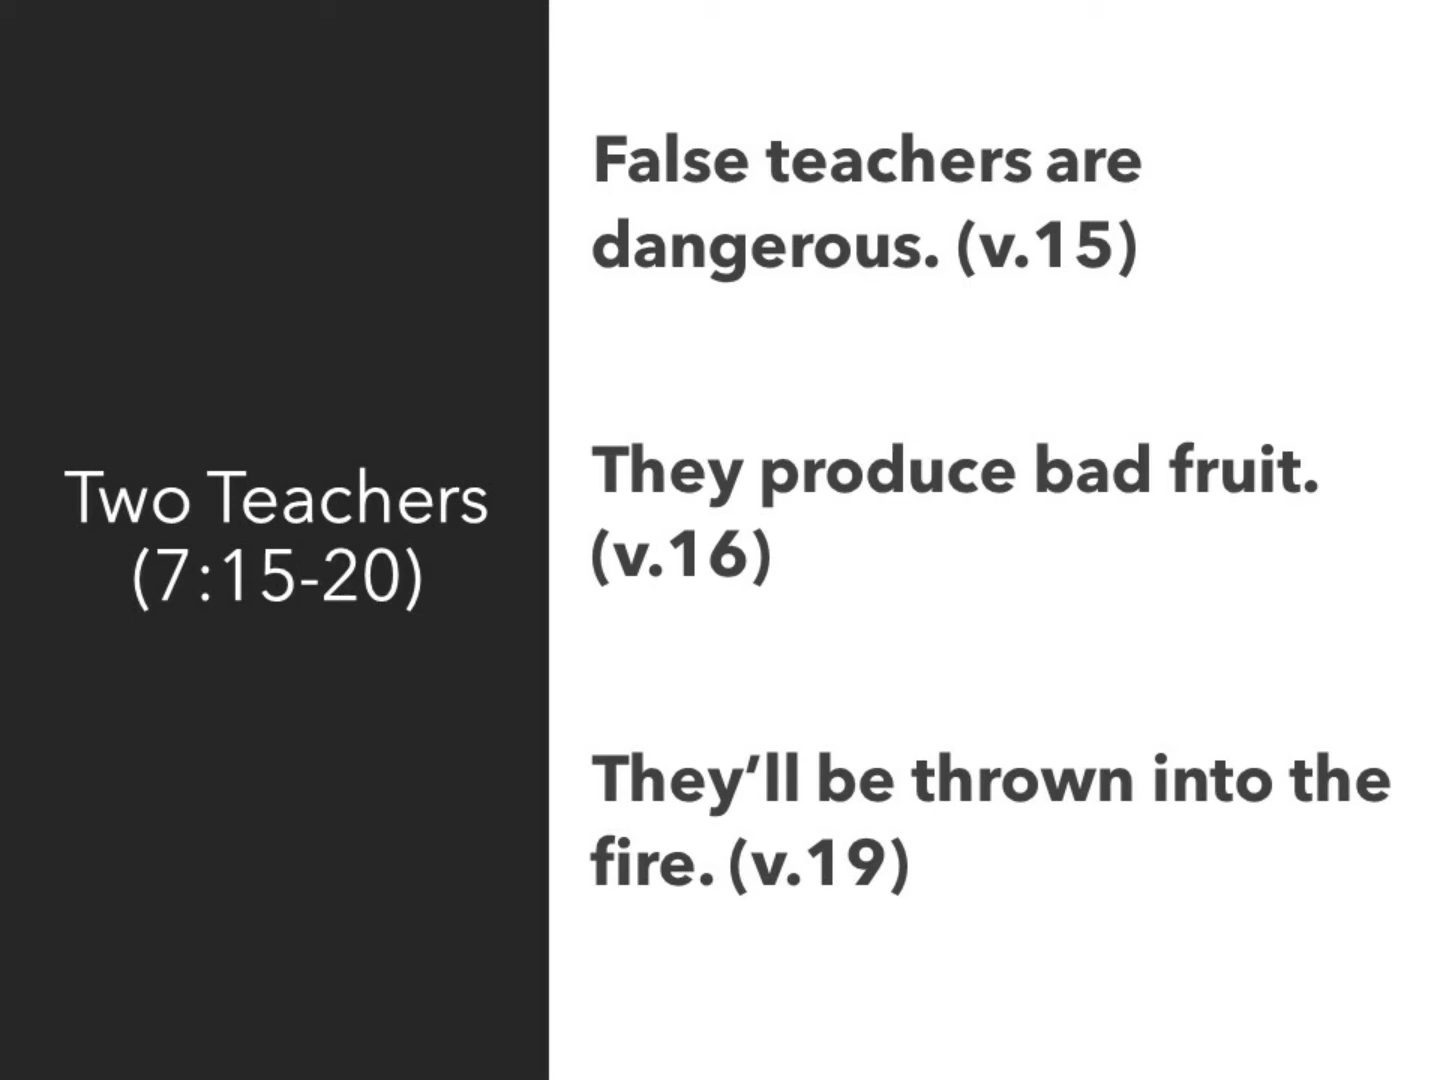 Two Teachers
(7:15-20)
False teachers are
dangerous. (v.15)
They produce bad fruit.
(v.16)
They’ll be thrown into the
fire. (v.19)